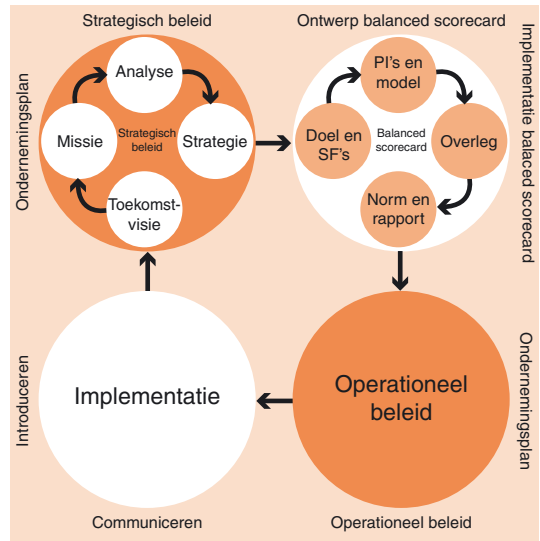 Strategisch beleid
Ontwerp balanced scorecard
Ondernemingsplan
Analyse
Missie
Strategisch
beleid
Strategie
Toekomst-
visie
PI's en
model
Doel en
SF's
Balanced
scorecard
Overleg
Norm en
rapport
Implementatie balaced scorecard
Introduceren
Implementatie
Operationeel
beleid
Ondernemingsplan
Communiceren
Operationeel beleid